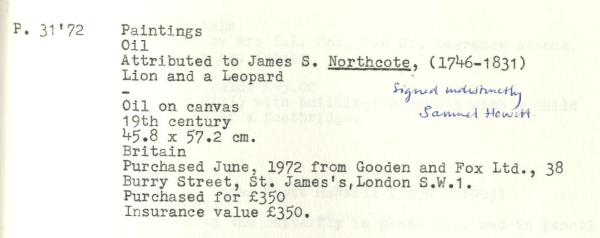 P. 31'72 Paintings
Oil
Attributed to James S. Northcote, (1746-1831)
Lion and a Leopard
-
Signed indistinctly
Samuel Howitt.
Oil on canvas
19th century
45.8 x 57.2 cm.
Britain
Purchased June, 1972 from Gooden and Fox Ltd., 38
Burry Street, St. James's, London S.W.1.
Purchased for £350
Insurance value £350.